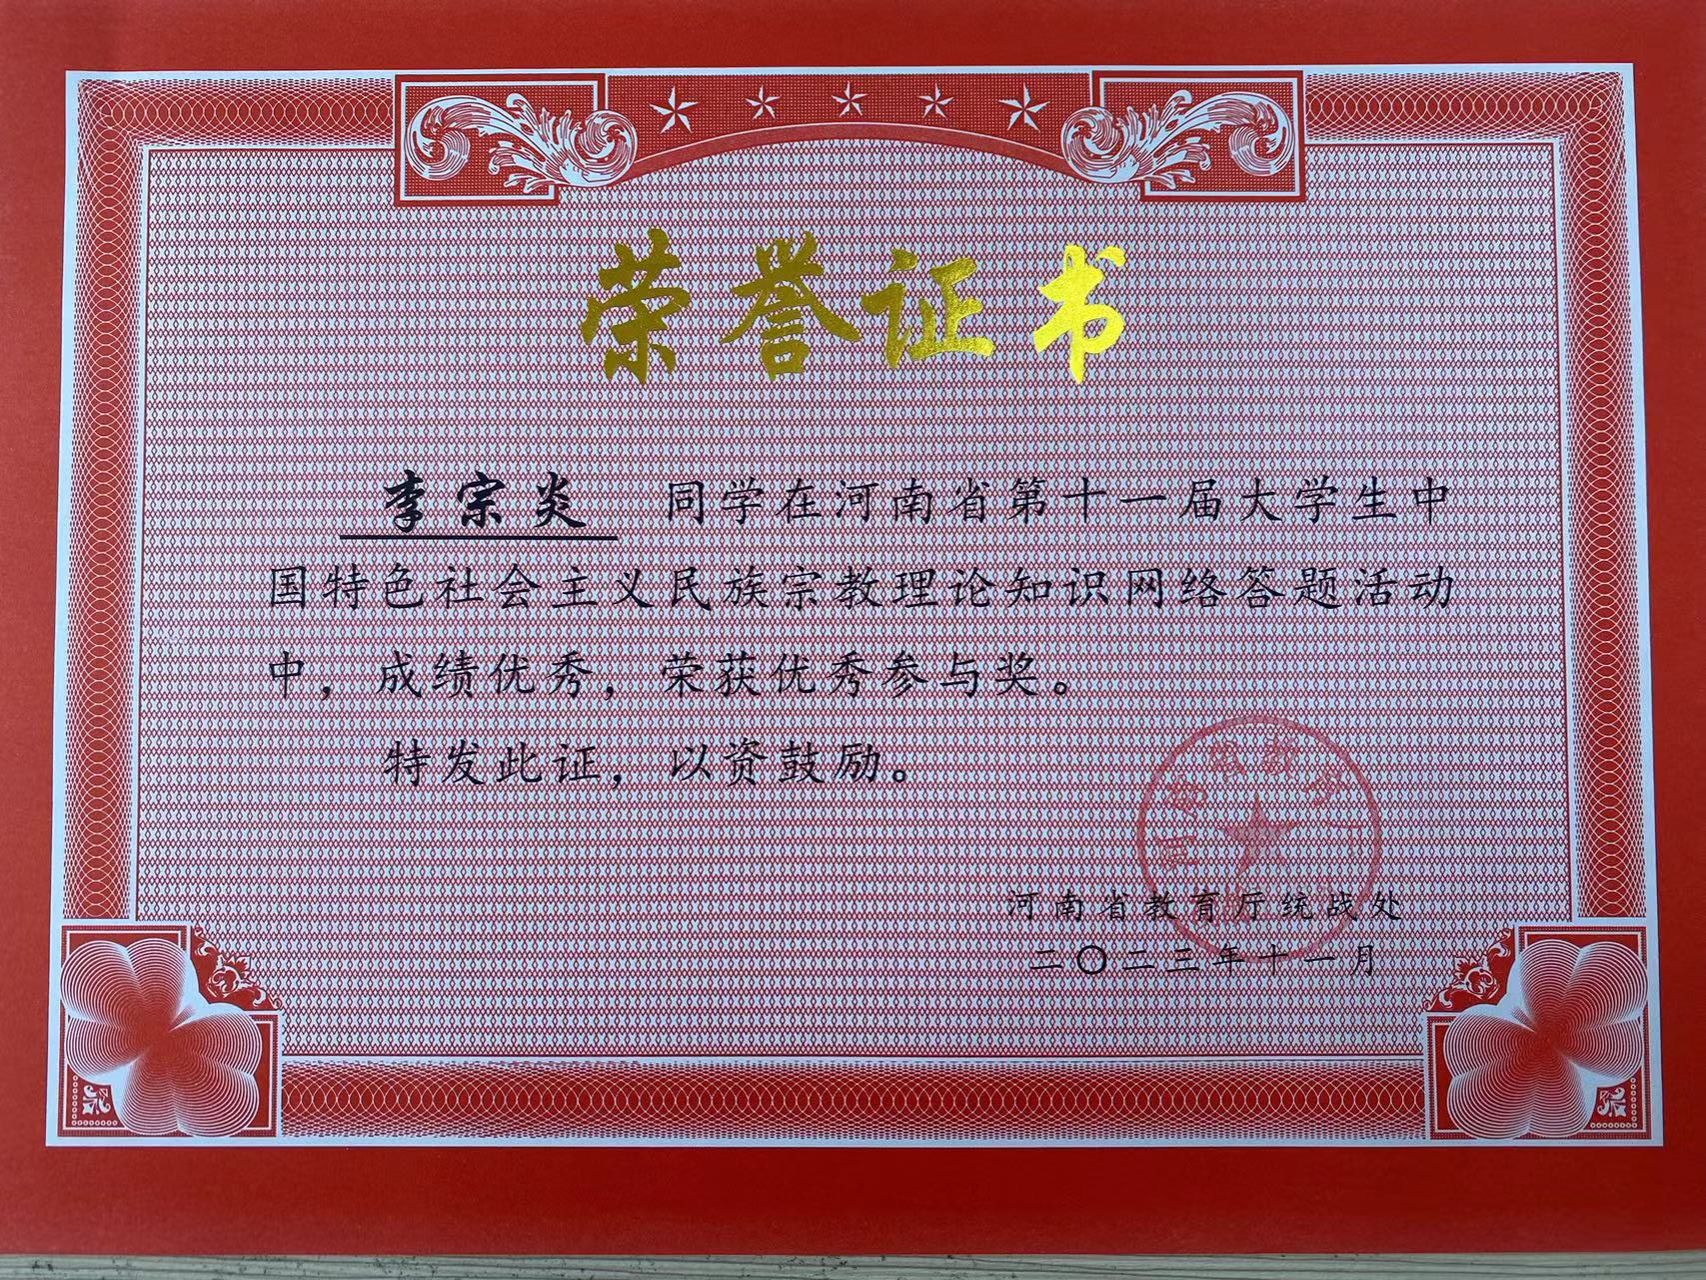 荣誉证书
李宗炎 同学在河南省第十一届大学生中
国特色社会主义民族宗教理论知识网络答题活动
中，成绩优秀，荣获优秀参与奖。
特发此证，以资鼓励。
河南省教育厅统战处
二〇二三年十一月